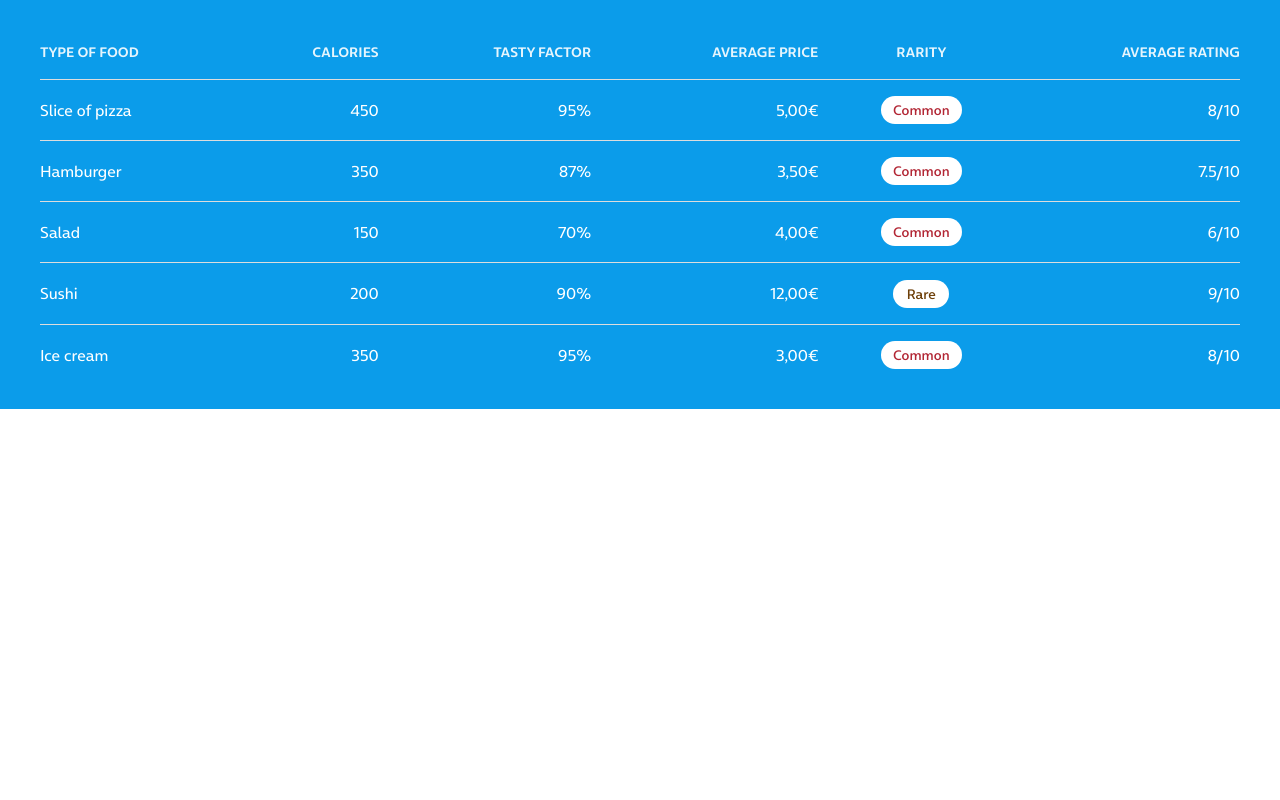 TYPE OF FOOD CALORIES TASTY FACTOR AVERAGE PRICE RARITY AVERAGE RATING
Slice of pizza 450 95% 5,00€ Common 8/10
Hamburger 350 87% 3,50€ Common 7.5/10
Salad 150 70% 4,00€ Common 6/10
Sushi 200 90% 12,00€ Rare 9/10
Ice cream 350 95% 3,00€ Common 8/10